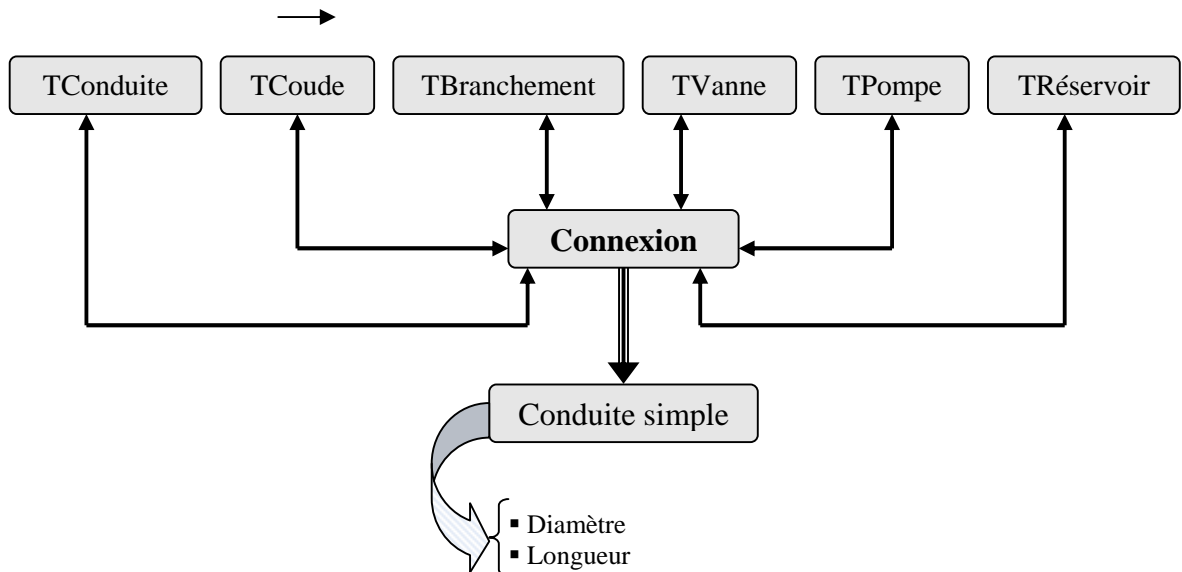 TConduite
TCoude
TBranchement
TVanne
TPompe
TRéservoir
Connexion
Conduite simple
▪ Diamètre
▪ Longueur